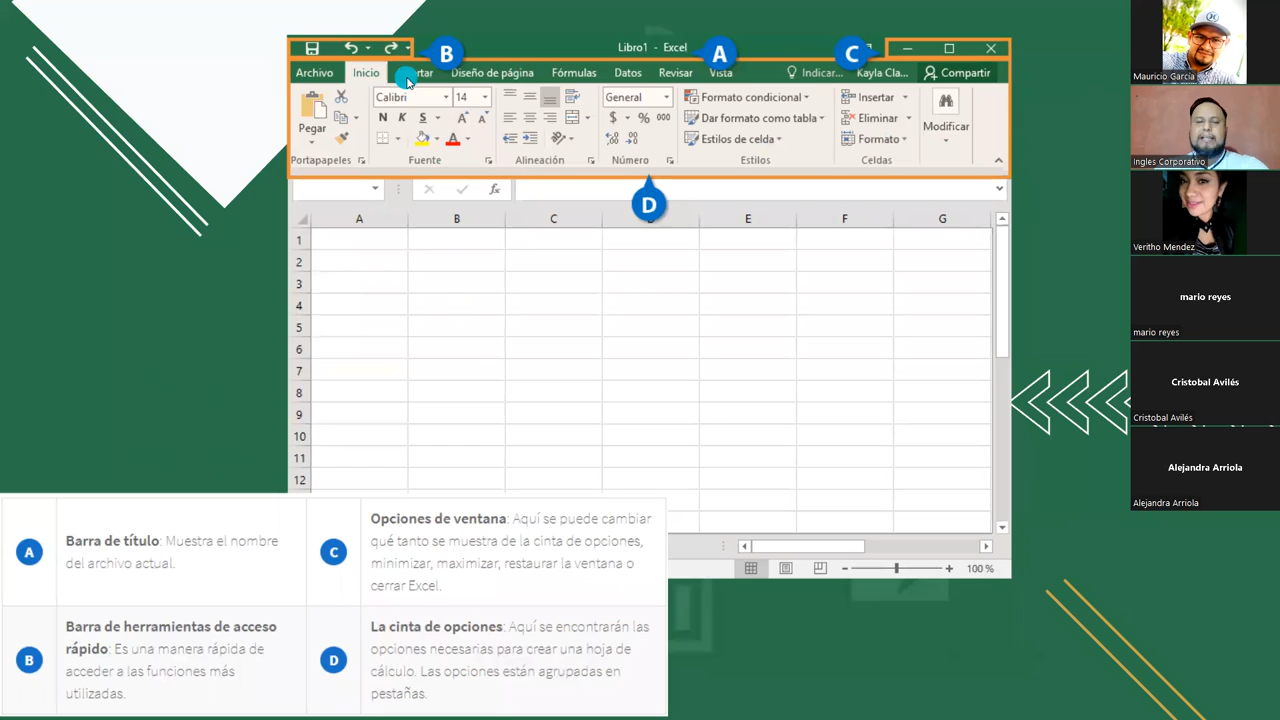 B
Libro1 - Excel
A
C
Archivo Inicio Diseño de página Fórmulas Datos Revisar Vista Indicar... Kayla Cla... Compartir
Pegar
Calibri 14
N K S A A
A
General
$ % 000
Formato condicional
Dar formato como tabla
Estilos de celda
Insertar
Eliminar
Formato
Modificar
Portapapeles Fuente Alineación Número Estilos Celdas
D
fx
A B C E F G
1
2
3
4
5
6
7
8
9
10
11
12
100 %
A
Barra de título: Muestra el nombre
del archivo actual.
C
Opciones de ventana: Aquí se puede cambiar
qué tanto se muestra de la cinta de opciones,
minimizar, maximizar, restaurar la ventana o
cerrar Excel.
B
Barra de herramientas de acceso
rápido: Es una manera rápida de
acceder a las funciones más
utilizadas.
D
La cinta de opciones: Aquí se encontrarán las
opciones necesarias para crear una hoja de
cálculo. Las opciones están agrupadas en
pestañas.
Mauricio García
Ingles Corporativo
Veritho Mendez
mario reyes
mario reyes
Cristobal Avilés
Cristobal Avilés
Alejandra Arriola
Alejandra Arriola